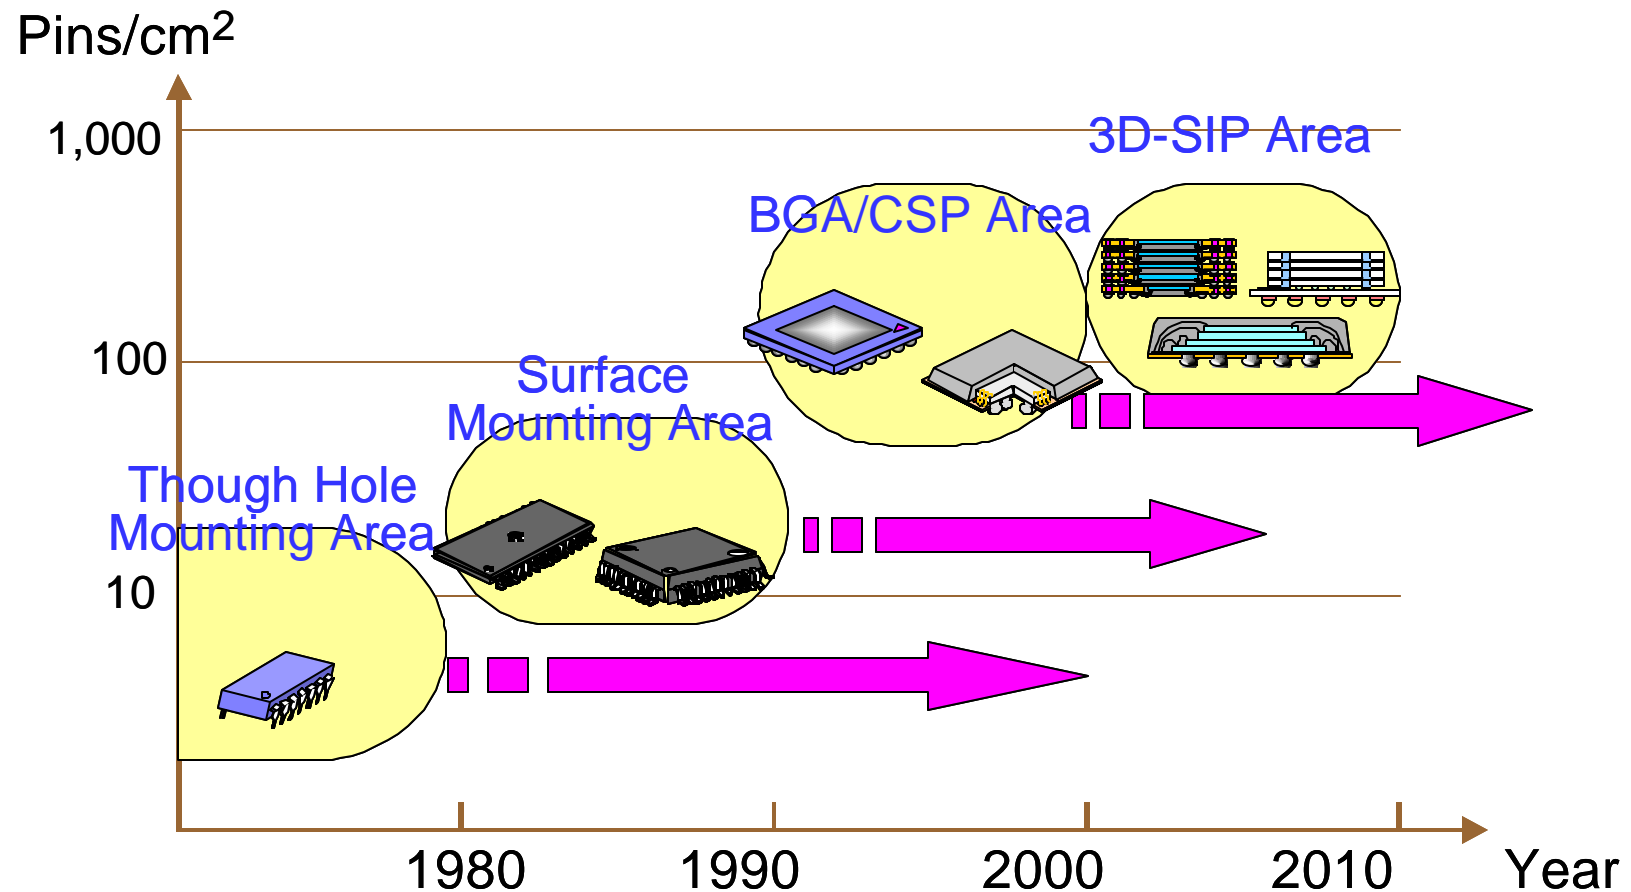 Pins/cm2
1,000
3D-SIP Area
BGA/CSP Area
100
Surface
Mounting Area
Though Hole
Mounting Area
10
1980
1990
2000
2010
Year